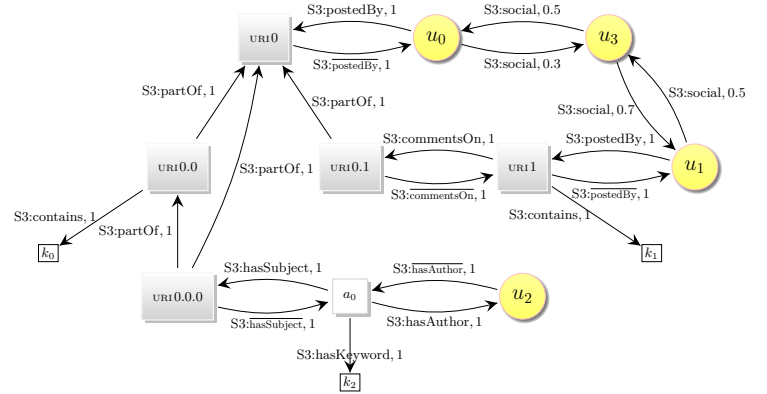 S3:postedBy, 1
S3:social, 0.5
URI0
u0
u3
S3:postedBy, 1
S3:social, 0.3
S3:partOf, 1
S3:partOf, 1
S3:social, 0.7
S3:social, 0.5
S3:commentsOn, 1
S3:postedBy, 1
URI0.0
S3:partOf, 1
URI0.1
URI1
u1
S3:commentsOn, 1
S3:postedBy, 1
S3:contains, 1
S3:contains, 1
S3:partOf, 1
k0
k1
S3:hasSubject, 1
S3:hasAuthor, 1
URI0.0.0
a0
u2
S3:hasSubject, 1
S3:hasAuthor, 1
S3:hasKeyword, 1
k2